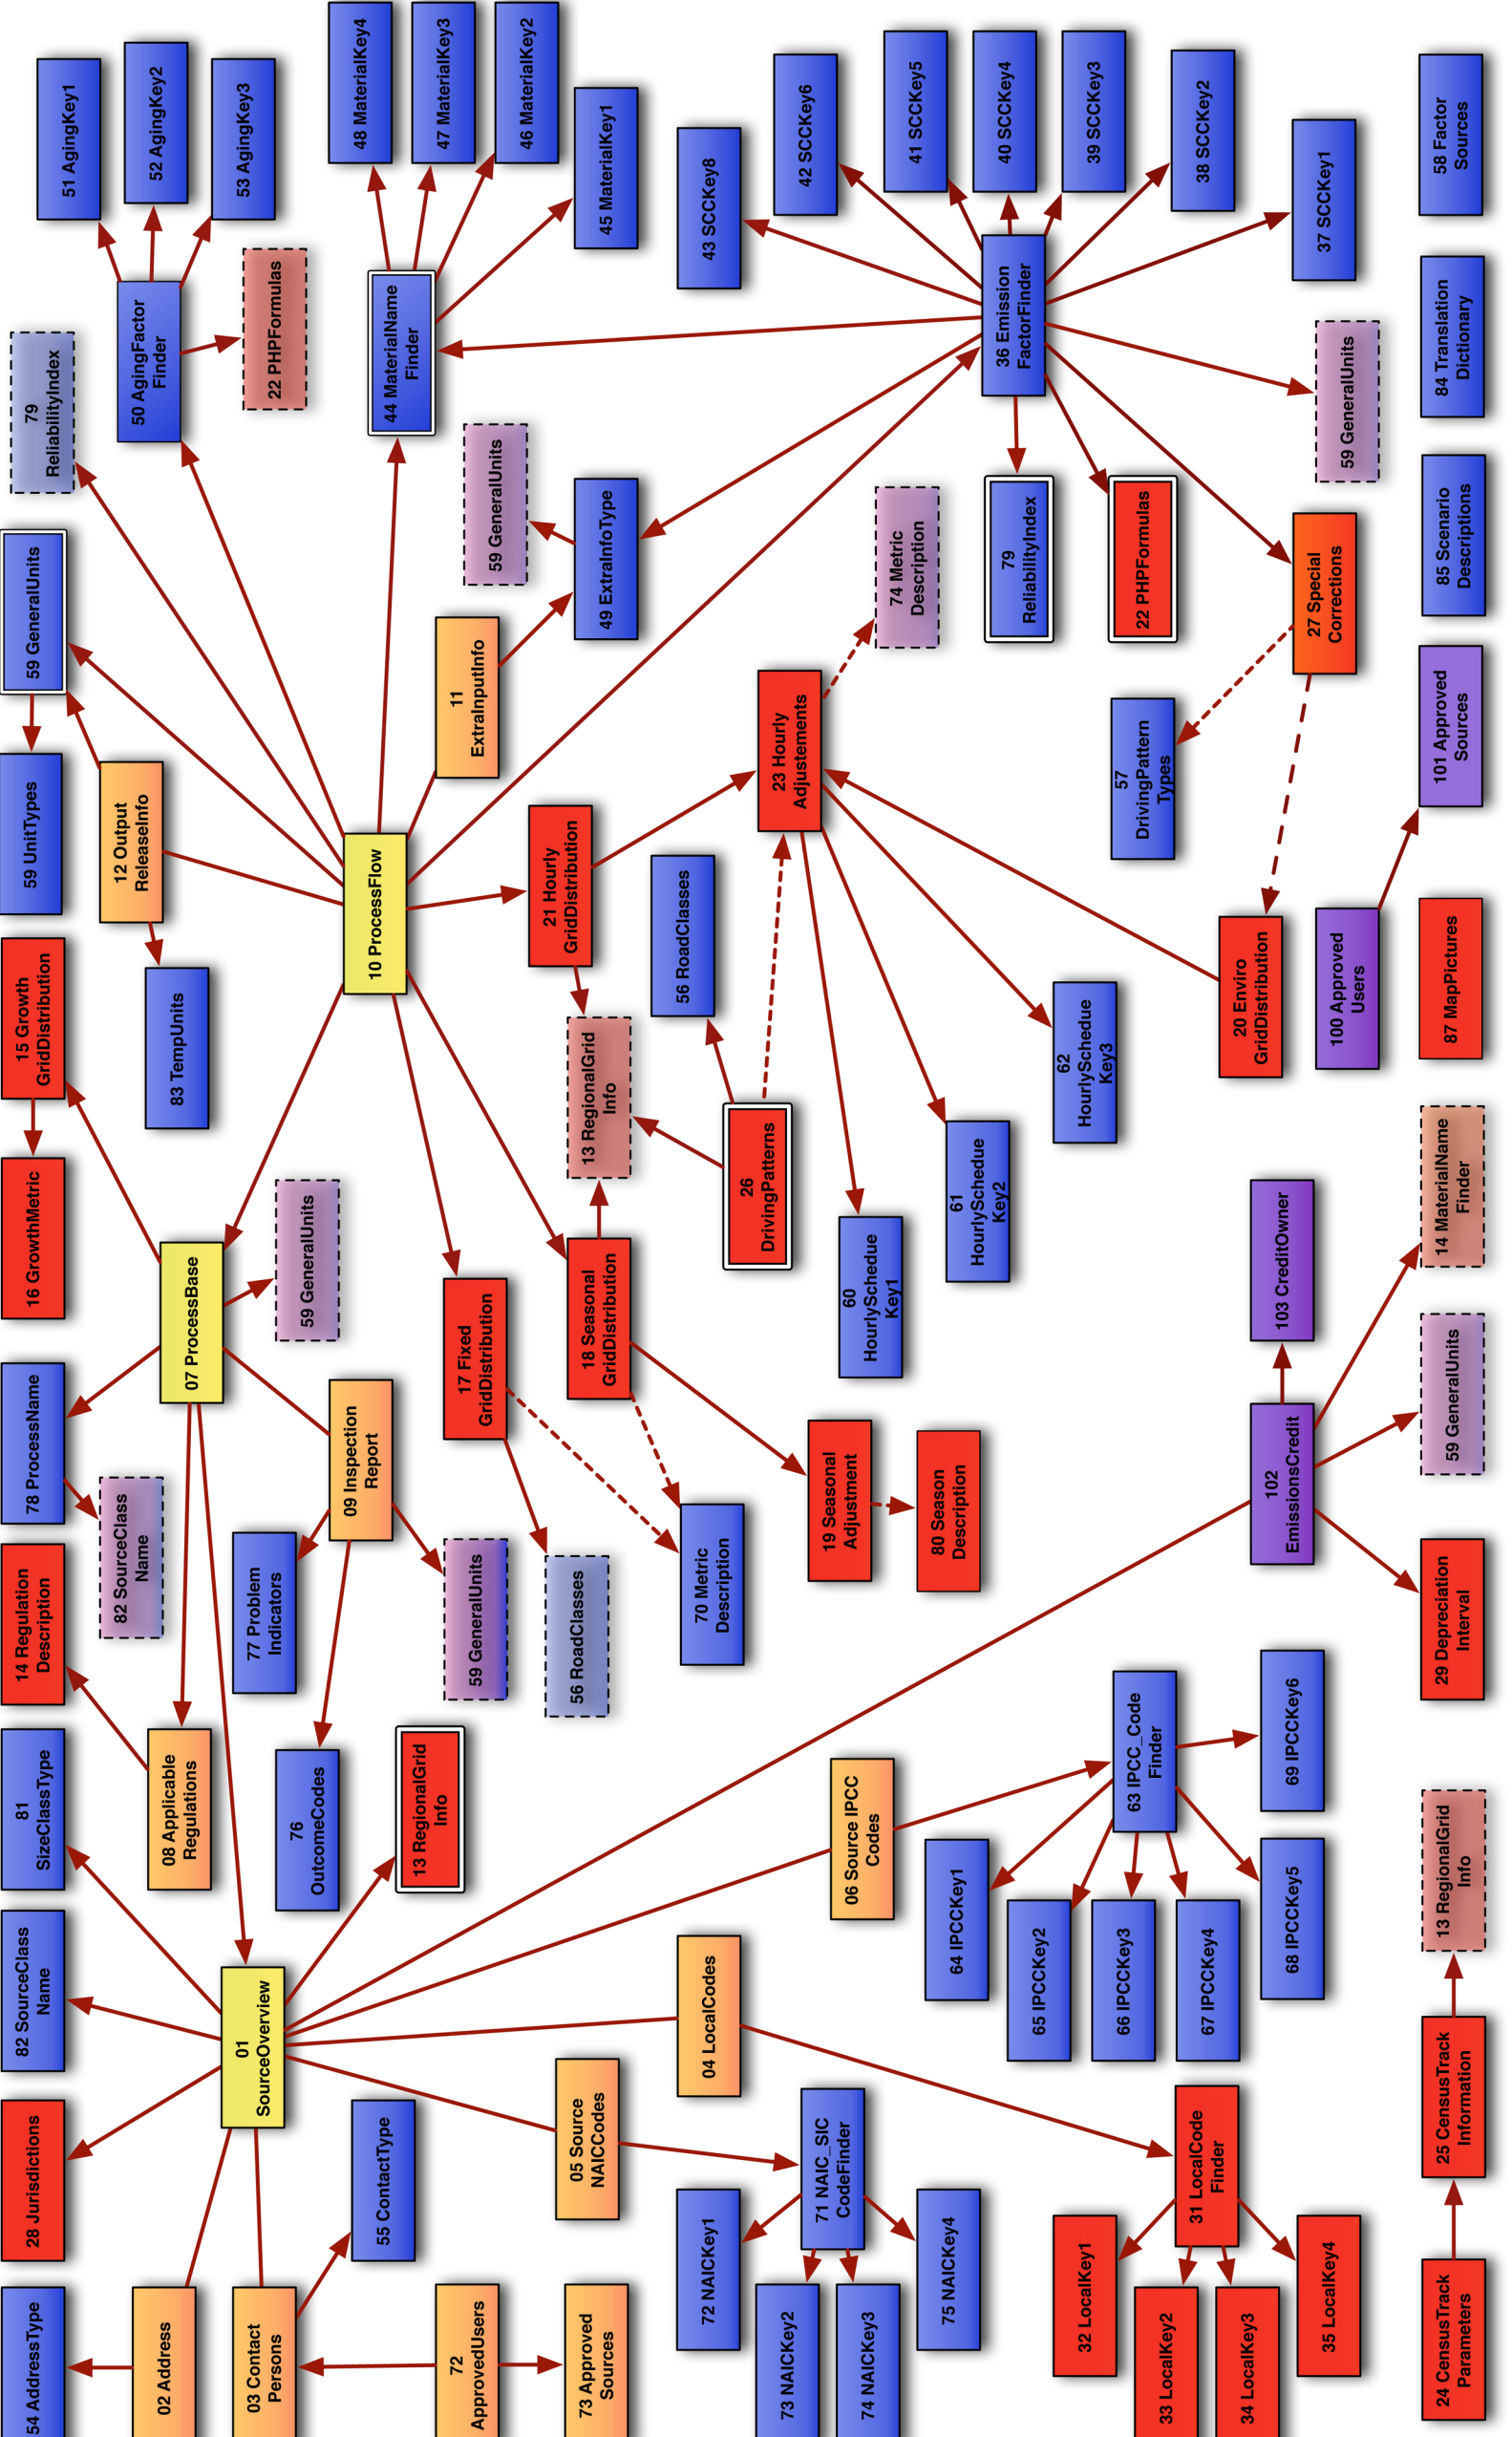 54 AddressType
28 Jurisdictions
82 SourceClass
Name
81
SizeClassType
14 Regulation
Description
78 ProcessName
16 GrowthMetric
15 Growth
GridDistribution
59 UnitTypes
59 GeneralUnits
79
ReliabilityIndex
51 AgingKey1
02 Address
08 Applicable
Regulations
82 SourceClass
Name
07 ProcessBase
83 TempUnits
12 Output
ReleaseInfo
50 AgingFactor
Finder
52 AgingKey2
53 AgingKey3
03 Contact
Persons
01
SourceOverview
77 Problem
Indicators
22 PHPFormulas
76
OutcomeCodes
59 GeneralUnits
55 ContactType
09 Inspection
Report
10 ProcessFlow
48 MaterialKey4
13 RegionalGrid
Info
44 MaterialName
Finder
47 MaterialKey3
72
ApprovedUsers
59 GeneralUnits
17 Fixed
GridDistribution
11
ExtraInputInfo
59 GeneralUnits
46 MaterialKey2
73 Approved
Sources
05 Source
NAICCodes
56 RoadClasses
18 Seasonal
GridDistribution
13 RegionalGrid
Info
21 Hourly
GridDistribution
49 ExtraInfoType
45 MaterialKey1
72 NAICKey1
04 LocalCodes
70 Metric
Description
56 RoadClasses
43 SCCKey8
73 NAICKey2
71 NAIC_SIC
CodeFinder
26
DrivingPatterns
23 Hourly
Adjustements
42 SCCKey6
74 NAICKey3
06 Source IPCC
Codes
19 Seasonal
Adjustment
60
HourlySchedue
Key1
74 Metric
Description
41 SCCKey5
75 NAICKey4
64 IPCCKey1
80 Season
Description
61
HourlySchedue
Key2
79
ReliabilityIndex
36 Emission
FactorFinder
40 SCCKey4
32 LocalKey1
65 IPCCKey2
62
HourlySchedue
Key3
39 SCCKey3
33 LocalKey2
66 IPCCKey3
63 IPCC_Code
Finder
57
DrivingPattern
Types
22 PHPFormulas
34 LocalKey3
31 LocalCode
Finder
67 IPCCKey4
38 SCCKey2
35 LocalKey4
68 IPCCKey5
69 IPCCKey6
102
EmissionsCredit
103 CreditOwner
20 Enviro
GridDistribution
27 Special
Corrections
37 SCCKey1
100 Approved
Users
59 GeneralUnits
24 CensusTrack
Parameters
25 CensusTrack
Information
13 RegionalGrid
Info
29 Depreciation
Interval
59 GeneralUnits
14 MaterialName
Finder
87 MapPictures
101 Approved
Sources
85 Scenario
Descriptions
84 Translation
Dictionary
58 Factor
Sources